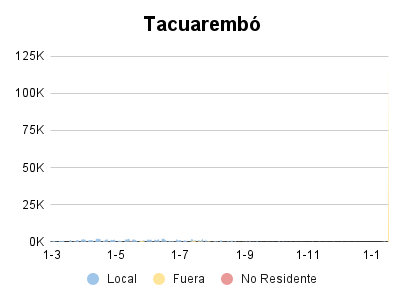 Tacuarembó
125K
100K
75K
50K
25K
0K
1-3 1-5 1-7 1-9 1-11 1-1
Local Fuera No Residente